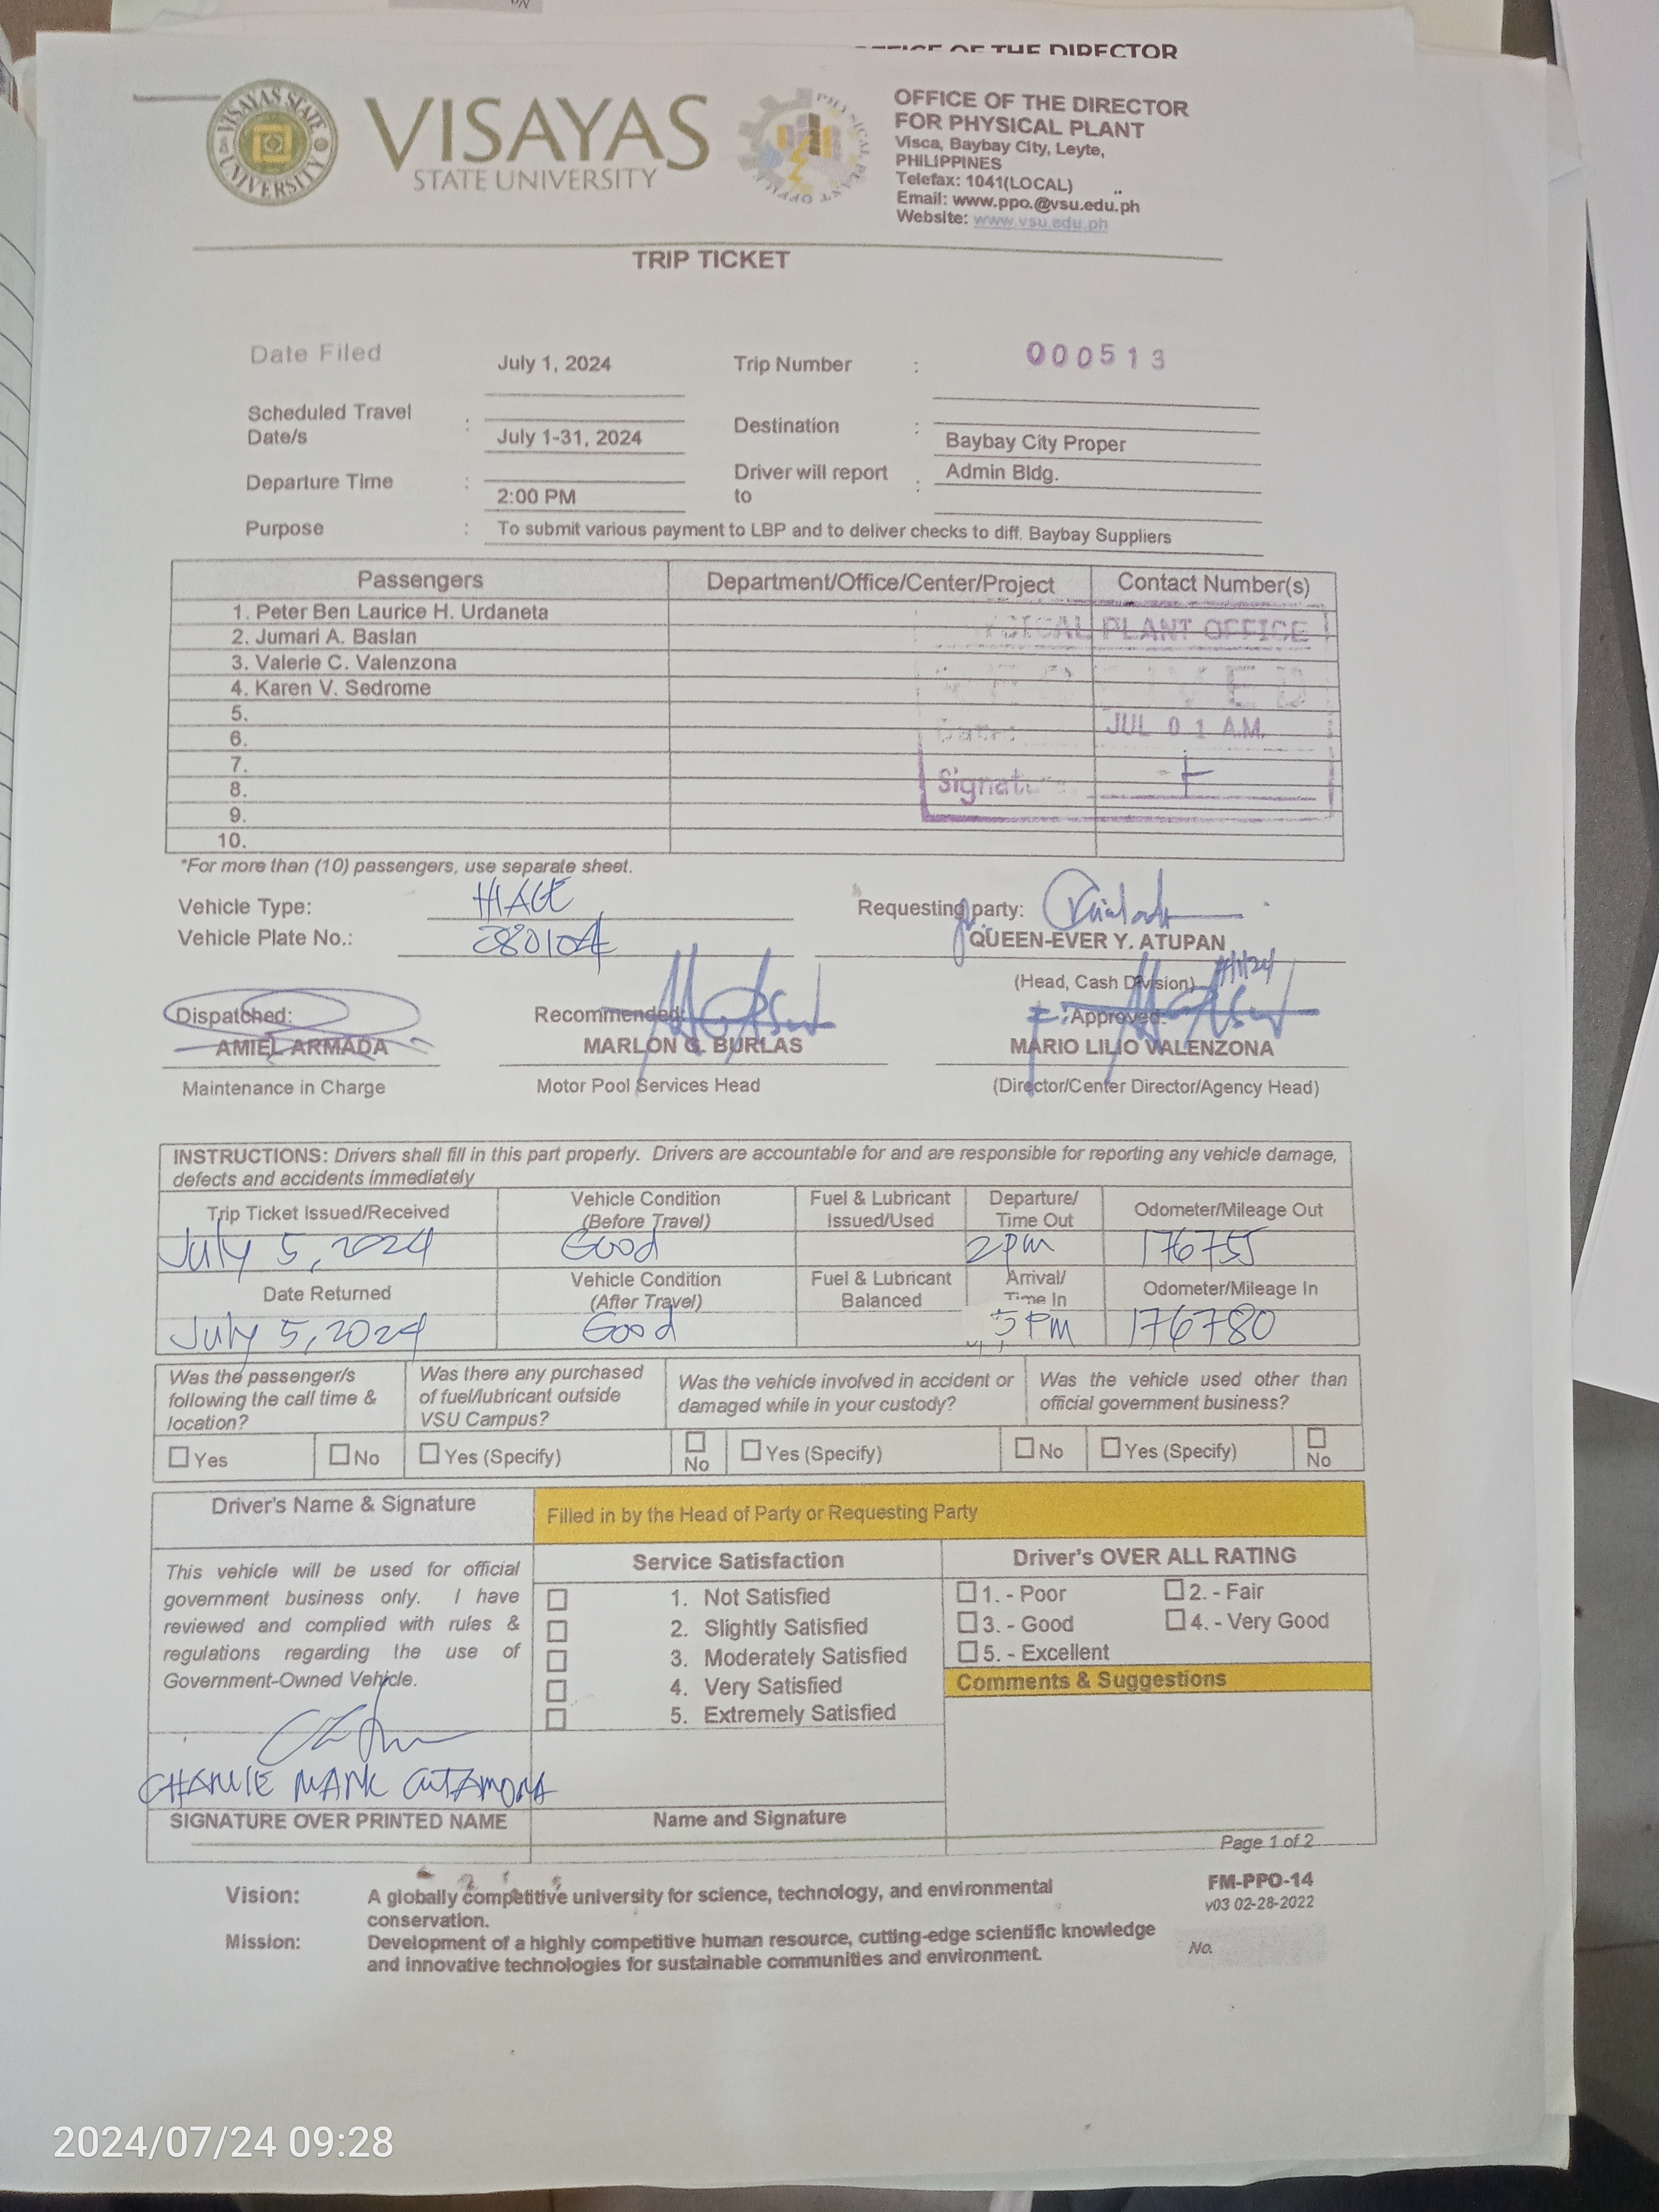 OFFICE OF THE DIRECTOR
VISAYAS STATE UNIVERSITY
VISAYAS
STATE UNIVERSITY
PHYSICAL PLANT OFFICE
OFFICE OF THE DIRECTOR
FOR PHYSICAL PLANT
Visca, Baybay City, Leyte,
PHILIPPINES
Telefax: 1041(LOCAL)
Email: www.ppo.@vsu.edu.ph
Website: www.vsu.edu.ph
TRIP TICKET
Date Filed July 1, 2024 Trip Number : 000513
Scheduled Travel Date/s : July 1-31, 2024 Destination : Baybay City Proper
Departure Time : 2:00 PM Driver will report to : Admin Bldg.
Purpose : To submit various payment to LBP and to deliver checks to diff. Baybay Suppliers
Passengers Department/Office/Center/Project Contact Number(s)
1. Peter Ben Laurice H. Urdaneta
2. Jumari A. Baslan
3. Valerie C. Valenzona
4. Karen V. Sedrome
5.
6.
7.
8.
9.
10.
PLANT OFFICE
JUL 01 A.M.
*For more than (10) passengers, use separate sheet.
Vehicle Type: HIACE Requesting party:
Vehicle Plate No.: QUEEN-EVER Y. ATUPAN
(Head, Cash Division)
Dispatched: Recommended: Approved:
AMIEL ARMADA MARLON G. BURLAS MARIO LILIO VALENZONA
Maintenance in Charge Motor Pool Services Head (Director/Center Director/Agency Head)
INSTRUCTIONS: Drivers shall fill in this part properly. Drivers are accountable for and are responsible for reporting any vehicle damage,
defects and accidents immediately
Trip Ticket Issued/Received Vehicle Condition (Before Travel) Fuel & Lubricant Issued/Used Departure/ Time Out Odometer/Mileage Out
July 5, 2024 Good 2pm 176755
Date Returned Vehicle Condition (After Travel) Fuel & Lubricant Balanced Arrival/ Time In Odometer/Mileage In
July 5, 2024 Good 5 pm 176780
Was the passenger/s following the call time & location? Was there any purchased of fuel/lubricant outside VSU Campus? Was the vehicle involved in accident or damaged while in your custody? Was the vehicle used other than official government business?
Yes No Yes (Specify) No Yes (Specify) No Yes (Specify) No
Driver's Name & Signature Filled in by the Head of Party or Requesting Party
This vehicle will be used for official
government business only. I have
reviewed and complied with rules &
regulations regarding the use of
Government-Owned Vehicle.
Service Satisfaction
1. Not Satisfied
2. Slightly Satisfied
3. Moderately Satisfied
4. Very Satisfied
5. Extremely Satisfied
Driver's OVER ALL RATING
1. - Poor 2. - Fair
3. - Good 4. - Very Good
5. - Excellent
Comments & Suggestions
MARK
SIGNATURE OVER PRINTED NAME Name and Signature
Page 1 of 2
Vision: A globally competitive university for science, technology, and environmental
conservation.
Mission: Development of a highly competitive human resource, cutting-edge scientific knowledge
and innovative technologies for sustainable communities and environment.
FM-PPO-14
v03 02-28-2022
No.
2024/07/24 09:28